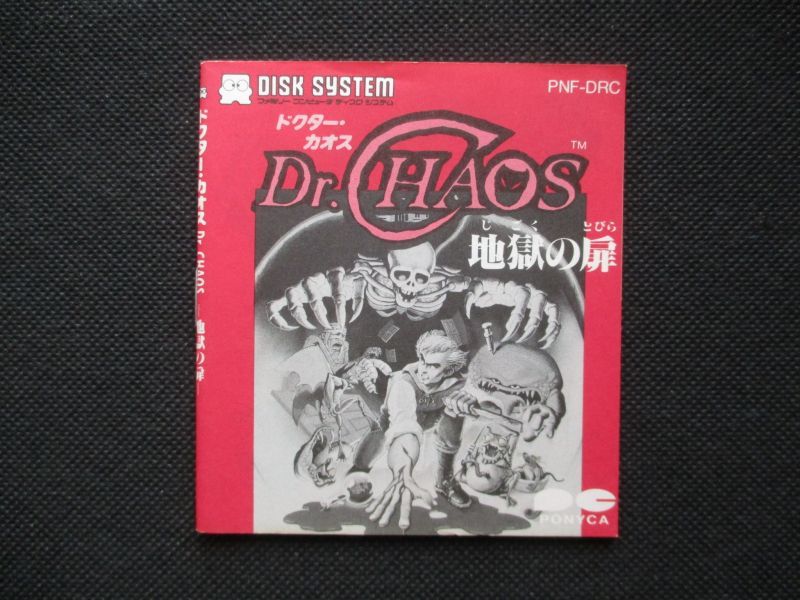 DISK SYSTEM
ファミリー コンピュータ ディスク システム
PNF-DRC
ドクター・
カオス
Dr. CHAOS™
じごく とびら
地獄の扉
PONYCA
ドクター・カオス Dr. CHAOS —地獄の扉—